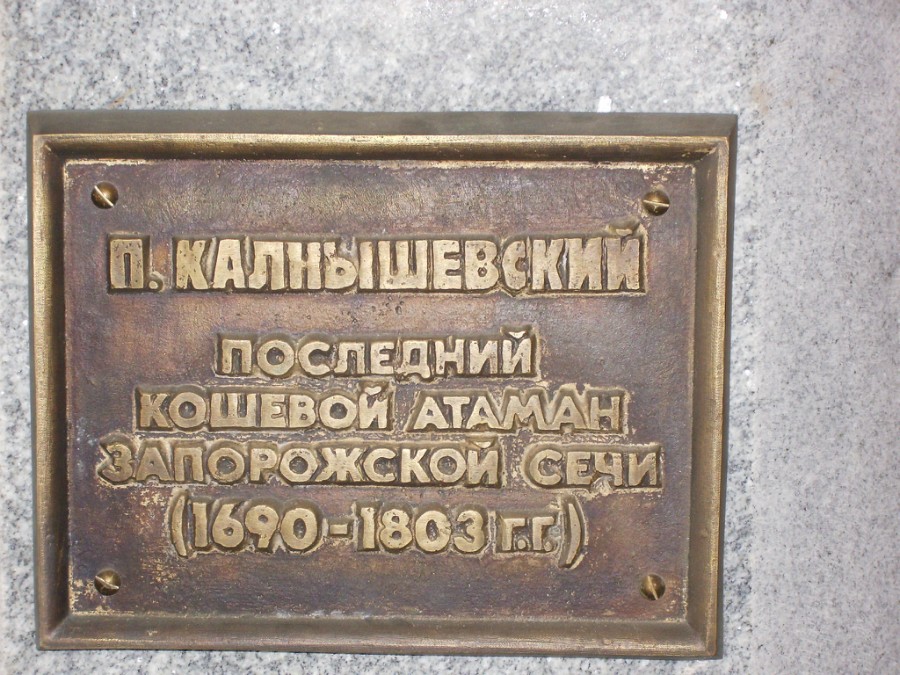 П. КАЛНЫШЕВСКИЙ
ПОСЛЕДНИЙ
КОШЕВОЙ АТАМАН
ЗАПОРОЖСКОЙ СЕЧИ
(1690-1803 г.г.)